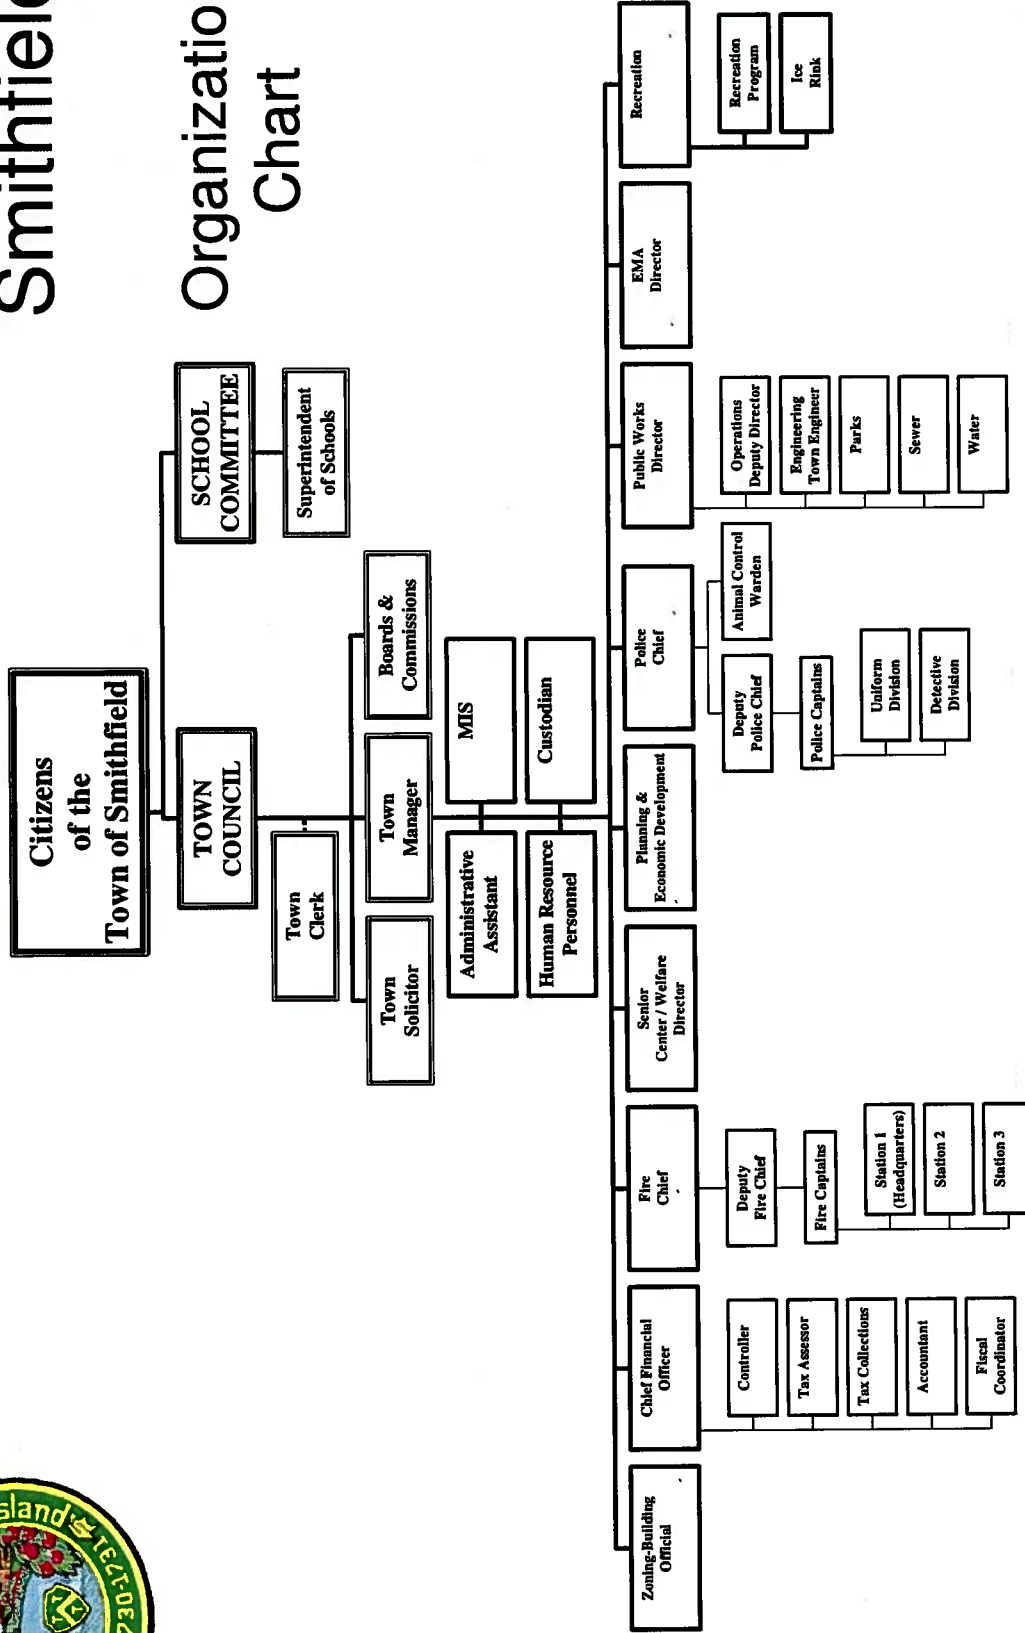 Smithfield
Organizatio
Chart
Citizens
of the
Town of Smithfield
TOWN
COUNCIL
SCHOOL
COMMITTEE
Superintendent
of Schools
Town
Clerk
Town
Solicitor
Town
Manager
Boards &
Commissions
Administrative
Assistant
MIS
Human Resource
Personnel
Custodian
Zoning-Building
Official
Chief Financial
Officer
Controller
Tax Assessor
Tax Collections
Accountant
Fiscal
Coordinator
Fire
Chief
Deputy
Fire Chief
Fire Captains
Station 1
(Headquarters)
Station 2
Station 3
Senior
Center / Welfare
Director
Planning &
Economic Development
Police
Chief
Deputy
Police Chief
Animal Control
Warden
Police Captains
Uniform
Division
Detective
Division
Public Works
Director
Operations
Deputy Director
Engineering
Town Engineer
Parks
Sewer
Water
EMA
Director
Recreation
Recreation
Program
Ice
Rink